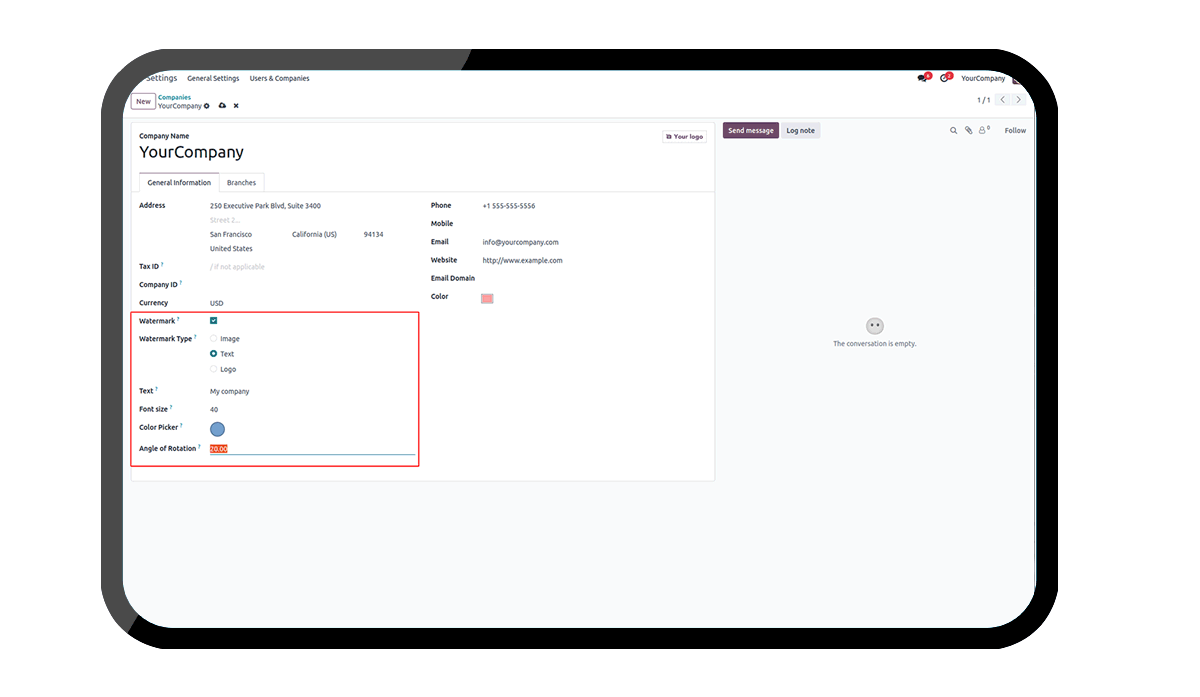 Settings General Settings Users & Companies 4 2 YourCompany
New Companies
YourCompany 1 / 1
Company Name
YourCompany
Your logo
Send message Log note 0 Follow
General Information Branches
Address 250 Executive Park Blvd, Suite 3400
Street 2...
San Francisco California (US) 94134
United States
Tax ID ? / if not applicable
Company ID ?
Currency USD
Watermark ?
Watermark Type ? Image
Text
Logo
Text ? My company
Font size ? 40
Color Picker ?
Angle of Rotation ? 20.00
Phone +1 555-555-5556
Mobile
Email info@yourcompany.com
Website http://www.example.com
Email Domain
Color
The conversation is empty.